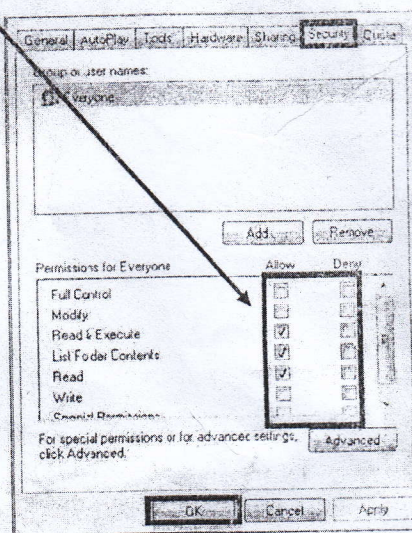 General AutoPlay Tools Hardware Sharing Security Quota
Group or user names:
Everyone
Add... Remove
Permissions for Everyone Allow Deny
Full Control
Modify
Read & Execute
List Folder Contents
Read
Write
Special Permissions
For special permissions or for advanced settings, Advanced
click Advanced.
OK Cancel Apply